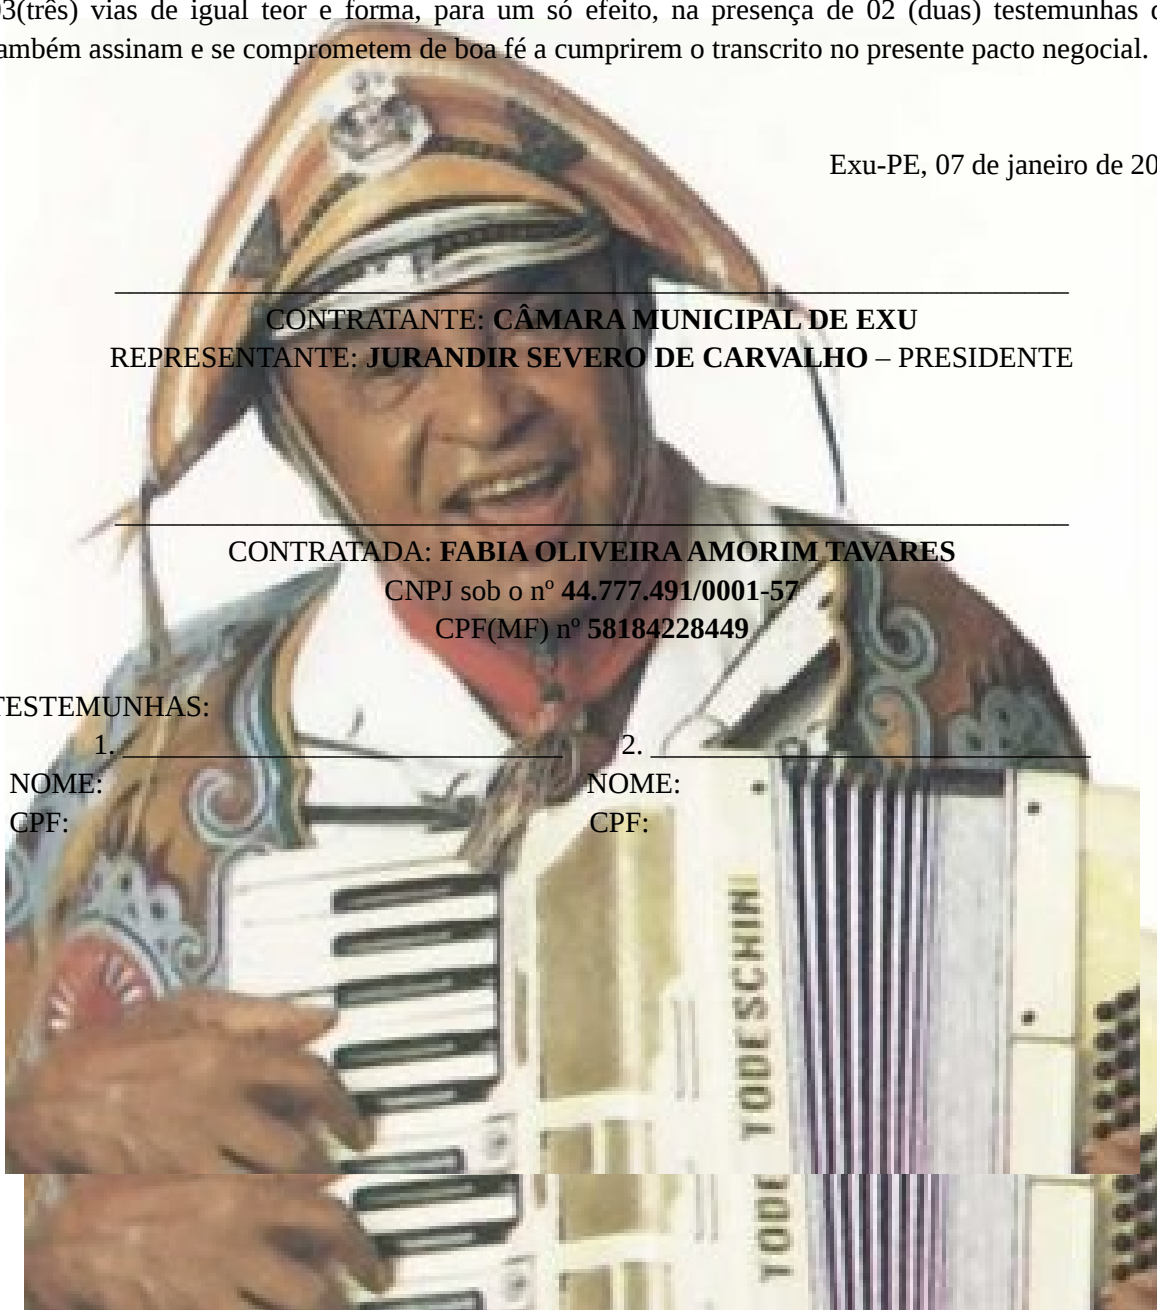 03(três) vias de igual teor e forma, para um só efeito, na presença de 02 (duas) testemunhas
ambém assinam e se comprometem de boa fé a cumprirem o transcrito no presente pacto negocial.
Exu-PE, 07 de janeiro de 20
CONTRATANTE: CÂMARA MUNICIPAL DE EXU
REPRESENTANTE: JURANDIR SEVERO DE CARVALHO – PRESIDENTE
CONTRATADA: FABIA OLIVEIRA AMORIM TAVARES
CNPJ sob o nº 44.777.491/0001-57
CPF(MF) nº 58184228449
TESTEMUNHAS:
1. ______________________________ 2. ______________________________
NOME: NOME:
CPF: CPF:
TODESCHINI
TODE